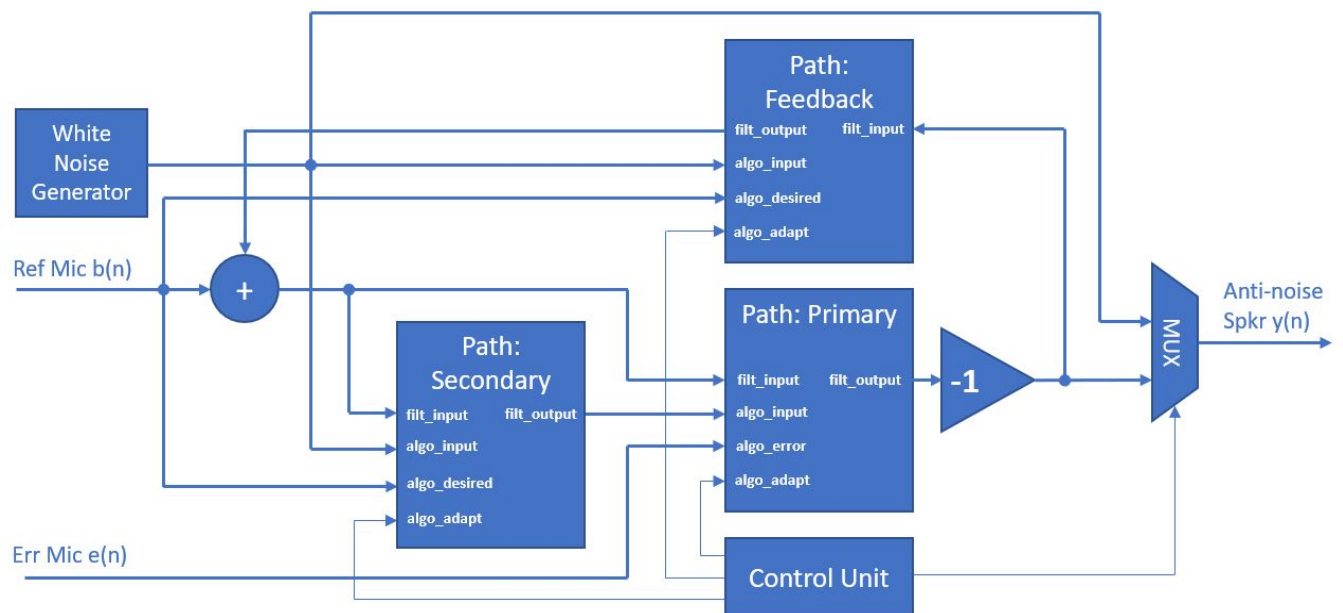 Path:
Feedback
filt_output filt_input
algo_input
algo_desired
algo_adapt
White
Noise
Generator
Ref Mic b(n)
+
Path:
Secondary
filt_input filt_output
algo_input
algo_desired
algo_adapt
Path: Primary
filt_input filt_output
algo_input
algo_error
algo_adapt
-1
MUX
Anti-noise
Spkr y(n)
Err Mic e(n)
Control Unit